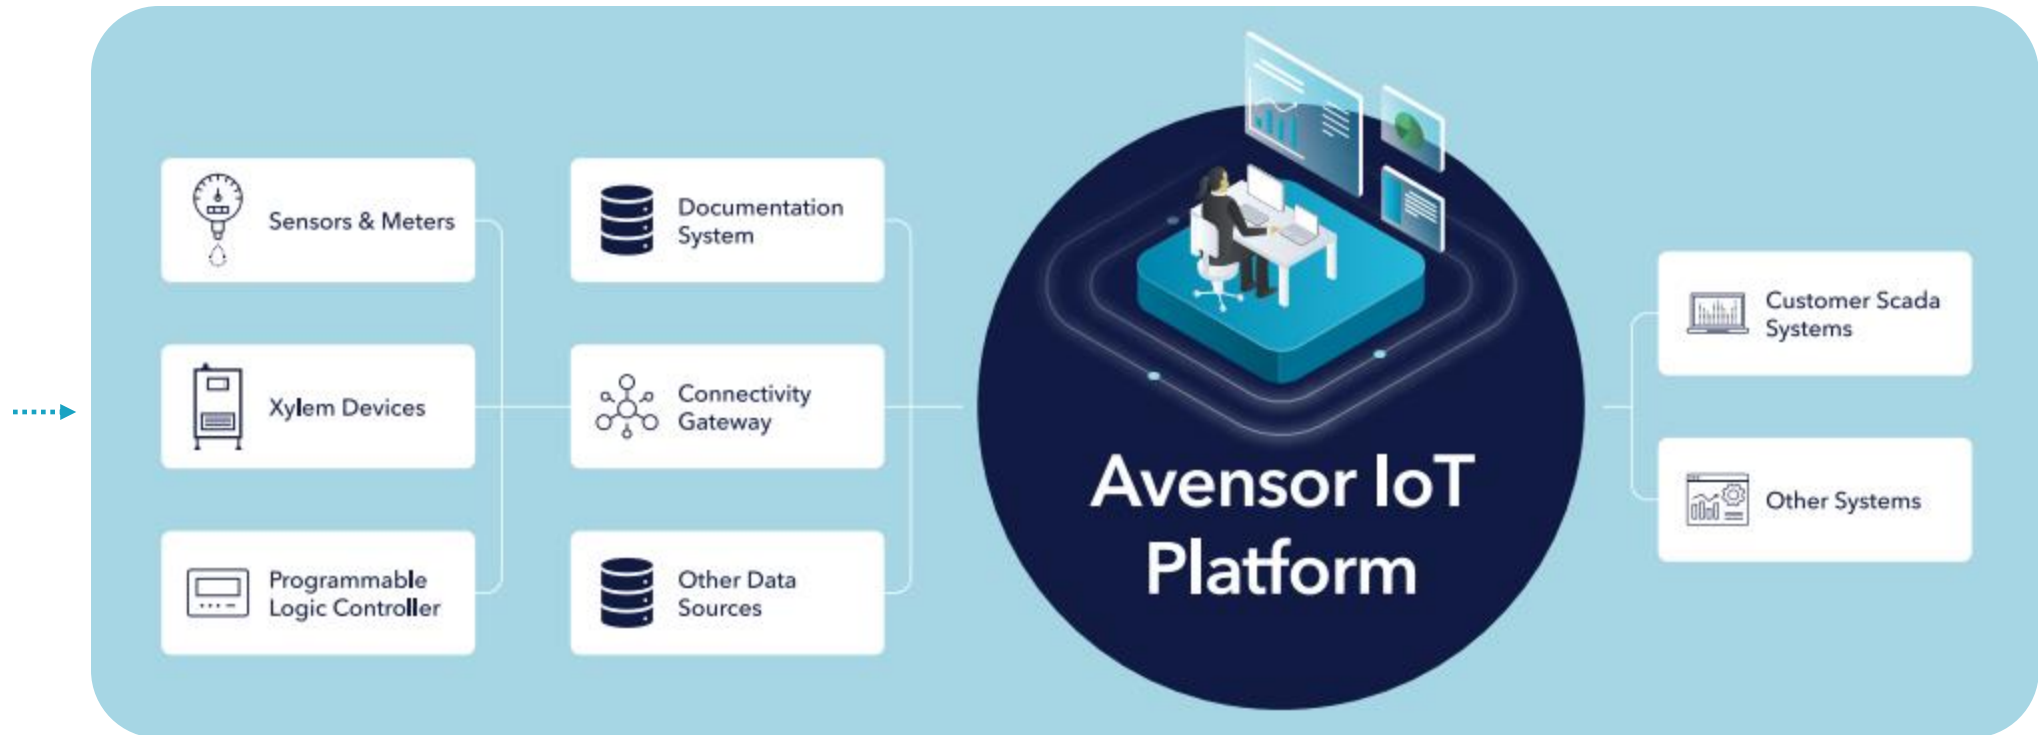 Sensors & Meters
Xylem Devices
Programmable
Logic Controller
Documentation
System
Connectivity
Gateway
Other Data
Sources
Avensor IoT
Platform
Customer Scada
Systems
Other Systems